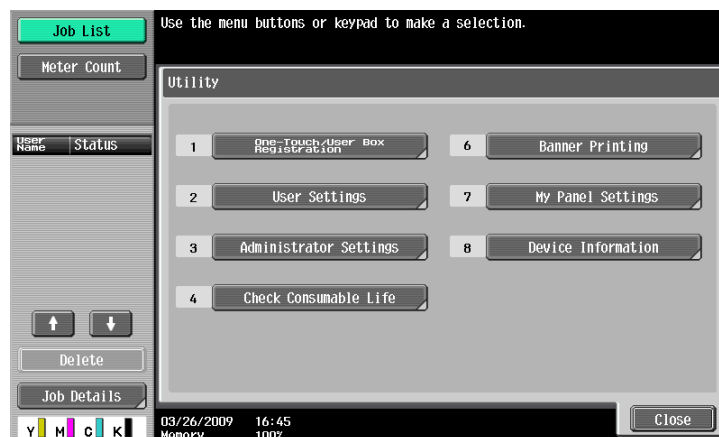 Job List
Use the menu buttons or keypad to make a selection.
Meter Count
Utility
User Name Status
1 One-Touch/User Box Registration
6 Banner Printing
2 User Settings
7 My Panel Settings
3 Administrator Settings
8 Device Information
4 Check Consumable Life
Delete
Job Details
Close
Y M C K
03/26/2009 16:45
Memory 100%